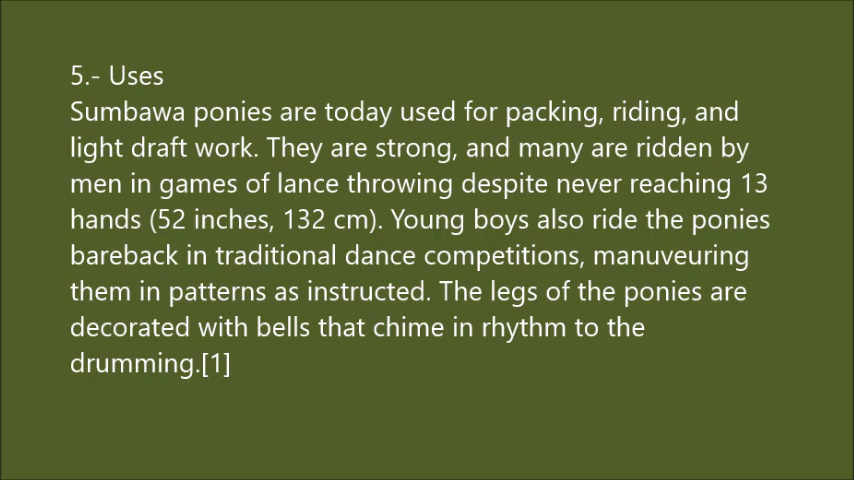 5.- Uses
Sumbawa ponies are today used for packing, riding, and
light draft work. They are strong, and many are ridden by
men in games of lance throwing despite never reaching 13
hands (52 inches, 132 cm). Young boys also ride the ponies
bareback in traditional dance competitions, manuveuring
them in patterns as instructed. The legs of the ponies are
decorated with bells that chime in rhythm to the
drumming.[1]